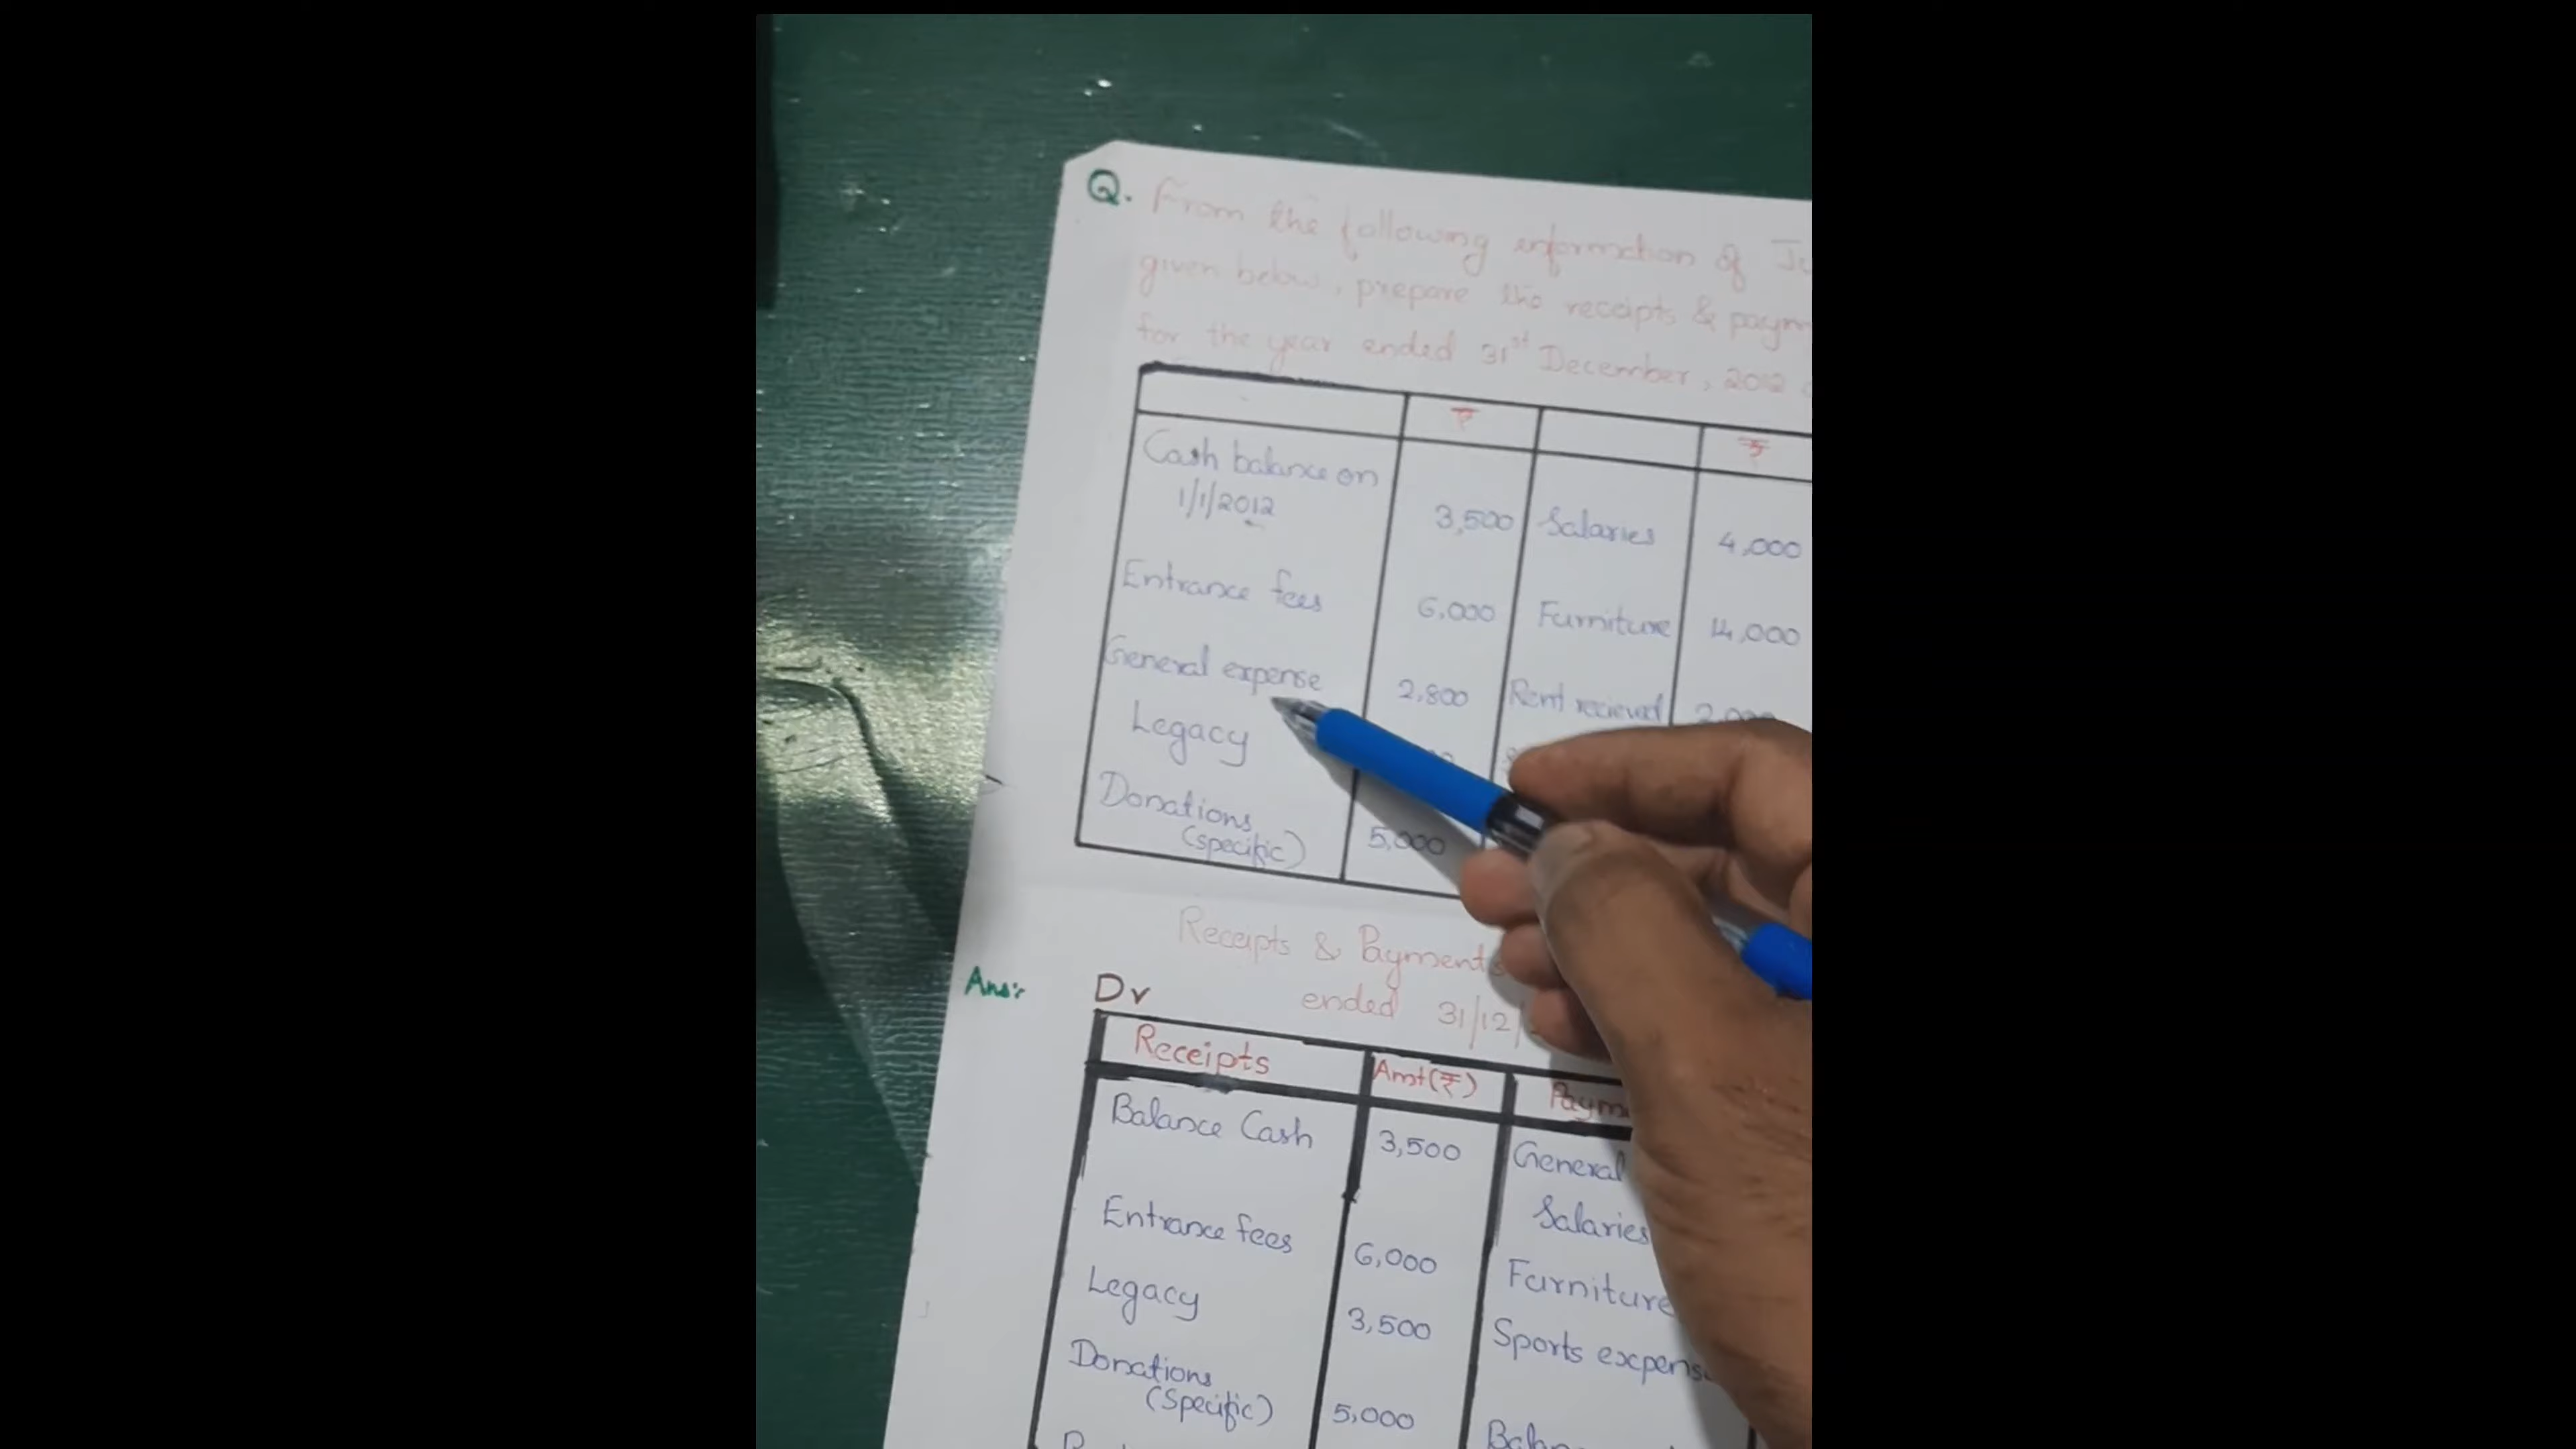 Q. From the following information of
given below, prepare the receipts &
for the year ended 31st December, 2012
₹ ₹
Cash balance on
1/1/2012 3,500 Salaries 4,000
Entrance fees 6,000 Furniture 14,000
General expense 2,800 Rent recieved
Legacy
Donations
(specific) 5,000
Receipts & Payments
ended 31/12/
Ans: Dr
Receipts Amt(₹)
Balance Cash 3,500 General
Salaries
Entrance fees 6,000 Furniture
Legacy 3,500 Sports
Donations
(Specific) 5,000